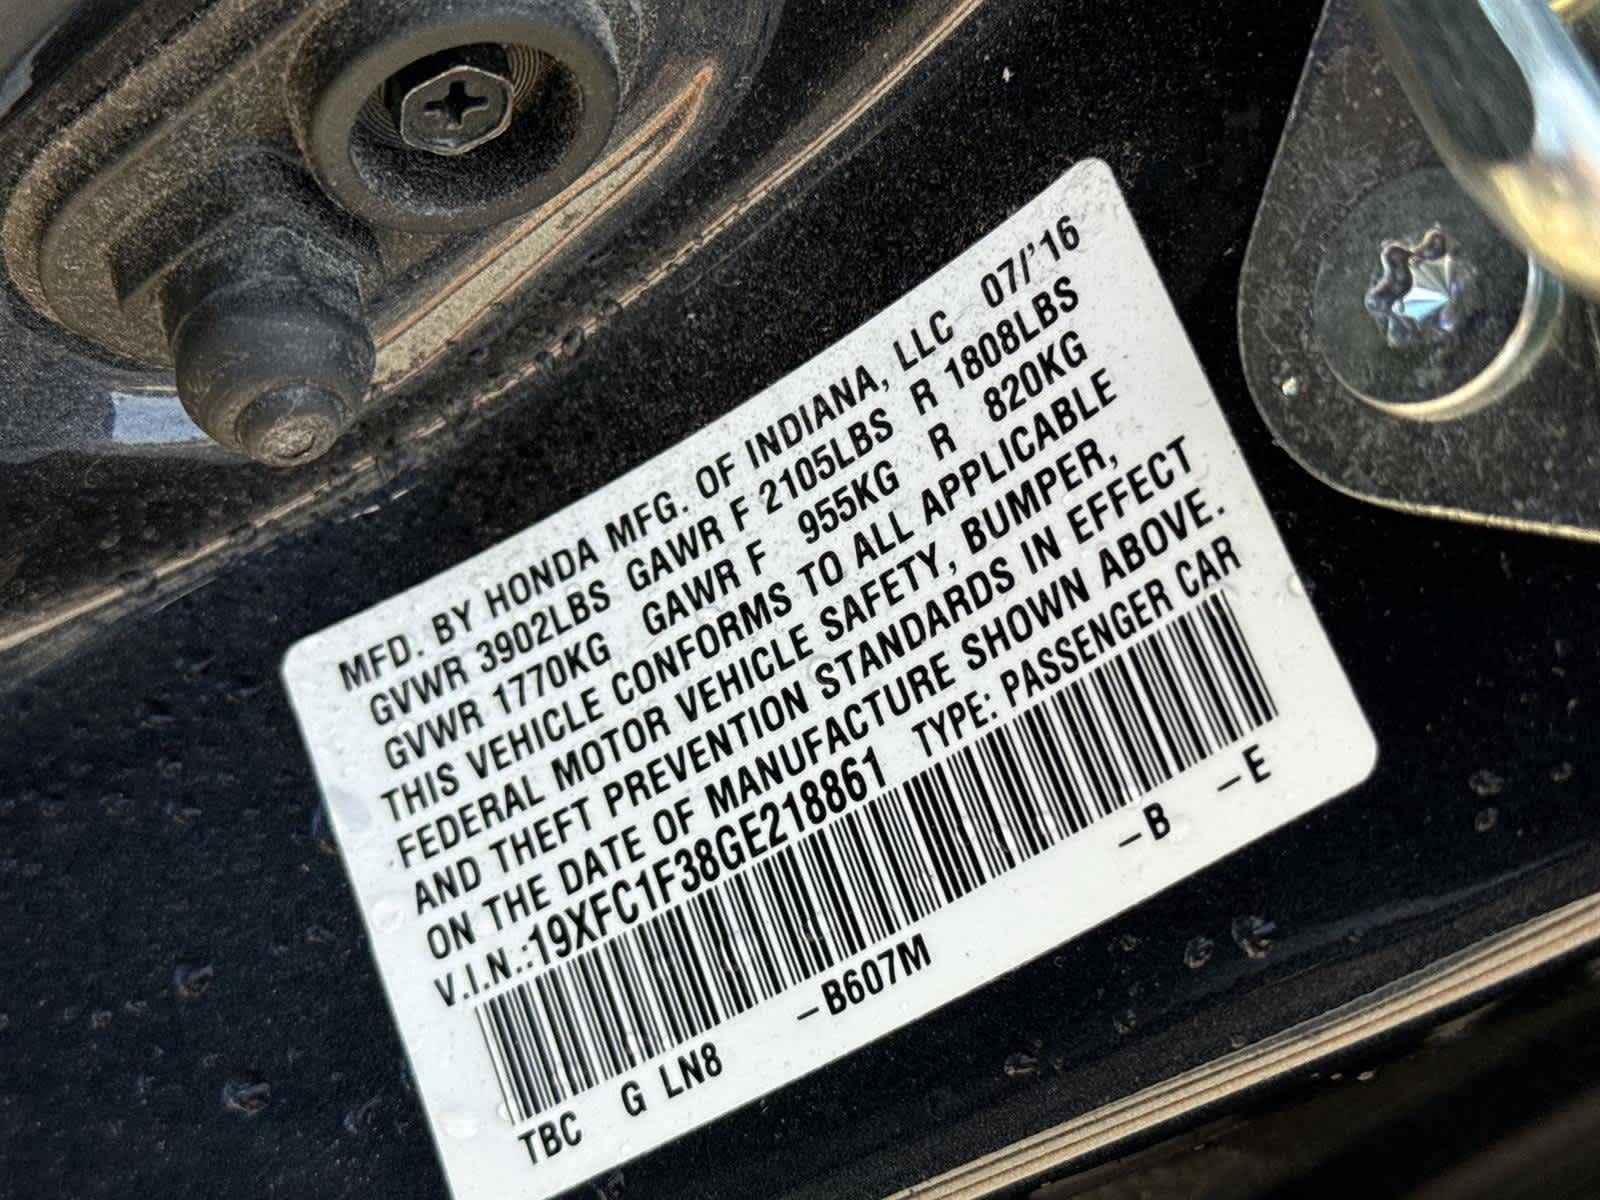 MFD. BY HONDA MFG. OF INDIANA, LLC 07/'16
GVWR 3902LBS GAWR F 2105LBS R 1808LBS
GVWR 1770KG GAWR F 955KG R 820KG
THIS VEHICLE CONFORMS TO ALL APPLICABLE
FEDERAL MOTOR VEHICLE SAFETY, BUMPER,
AND THEFT PREVENTION STANDARDS IN EFFECT
ON THE DATE OF MANUFACTURE SHOWN ABOVE.
V.I.N.:19XFC1F38GE218861 TYPE: PASSENGER CAR
TBC G LN8 –B607M –B –E